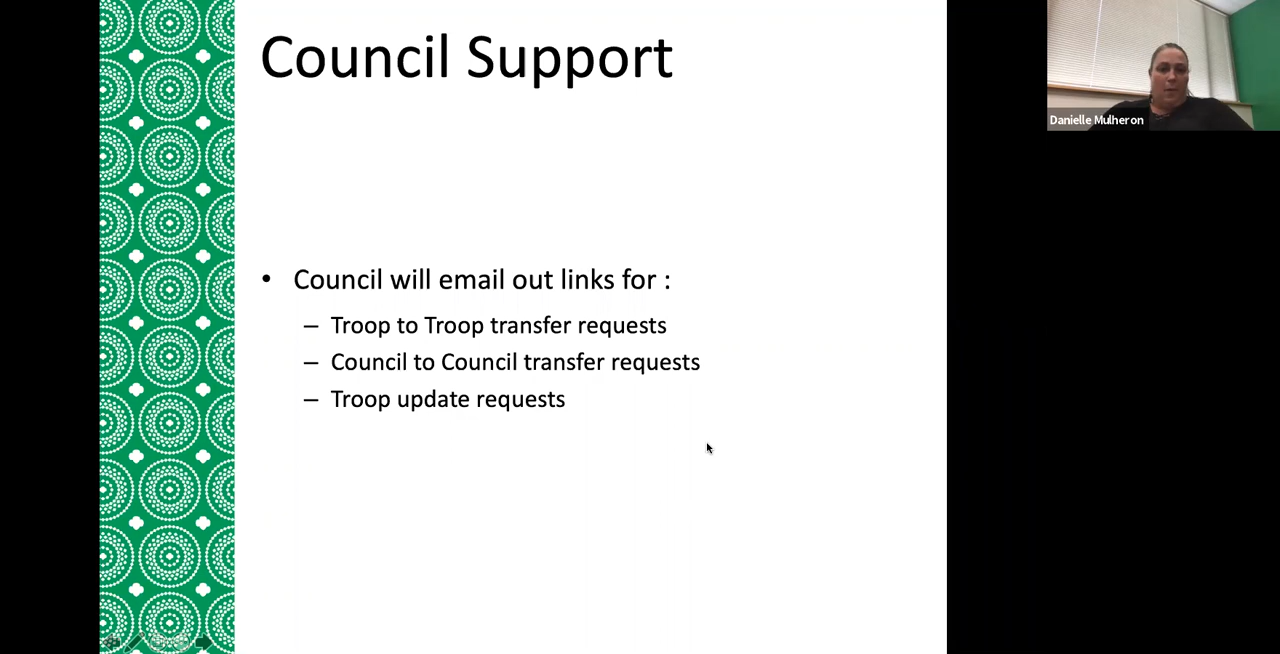 Council Support
Danielle Mulheron
• Council will email out links for :
– Troop to Troop transfer requests
– Council to Council transfer requests
– Troop update requests